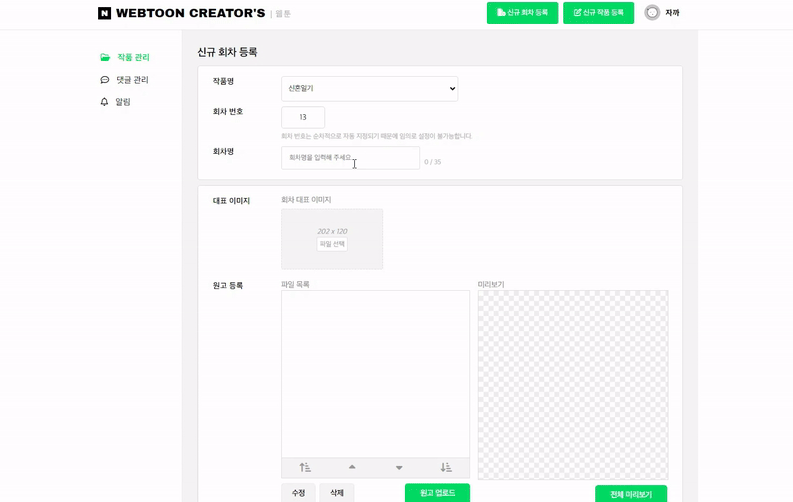 N WEBTOON CREATOR'S | 웹툰
신규 회차 등록
신규 작품 등록
자까
작품 관리
댓글 관리
알림
신규 회차 등록
작품명
신혼일기
회차 번호
13
회차 번호는 순차적으로 자동 지정되기 때문에 임의로 설정이 불가능합니다.
회차명
회차명을 입력해 주세요.
0 / 35
대표 이미지
회차 대표 이미지
202 x 120
파일 선택
원고 등록
파일 목록
미리보기
수정
삭제
원고 업로드
전체 미리보기